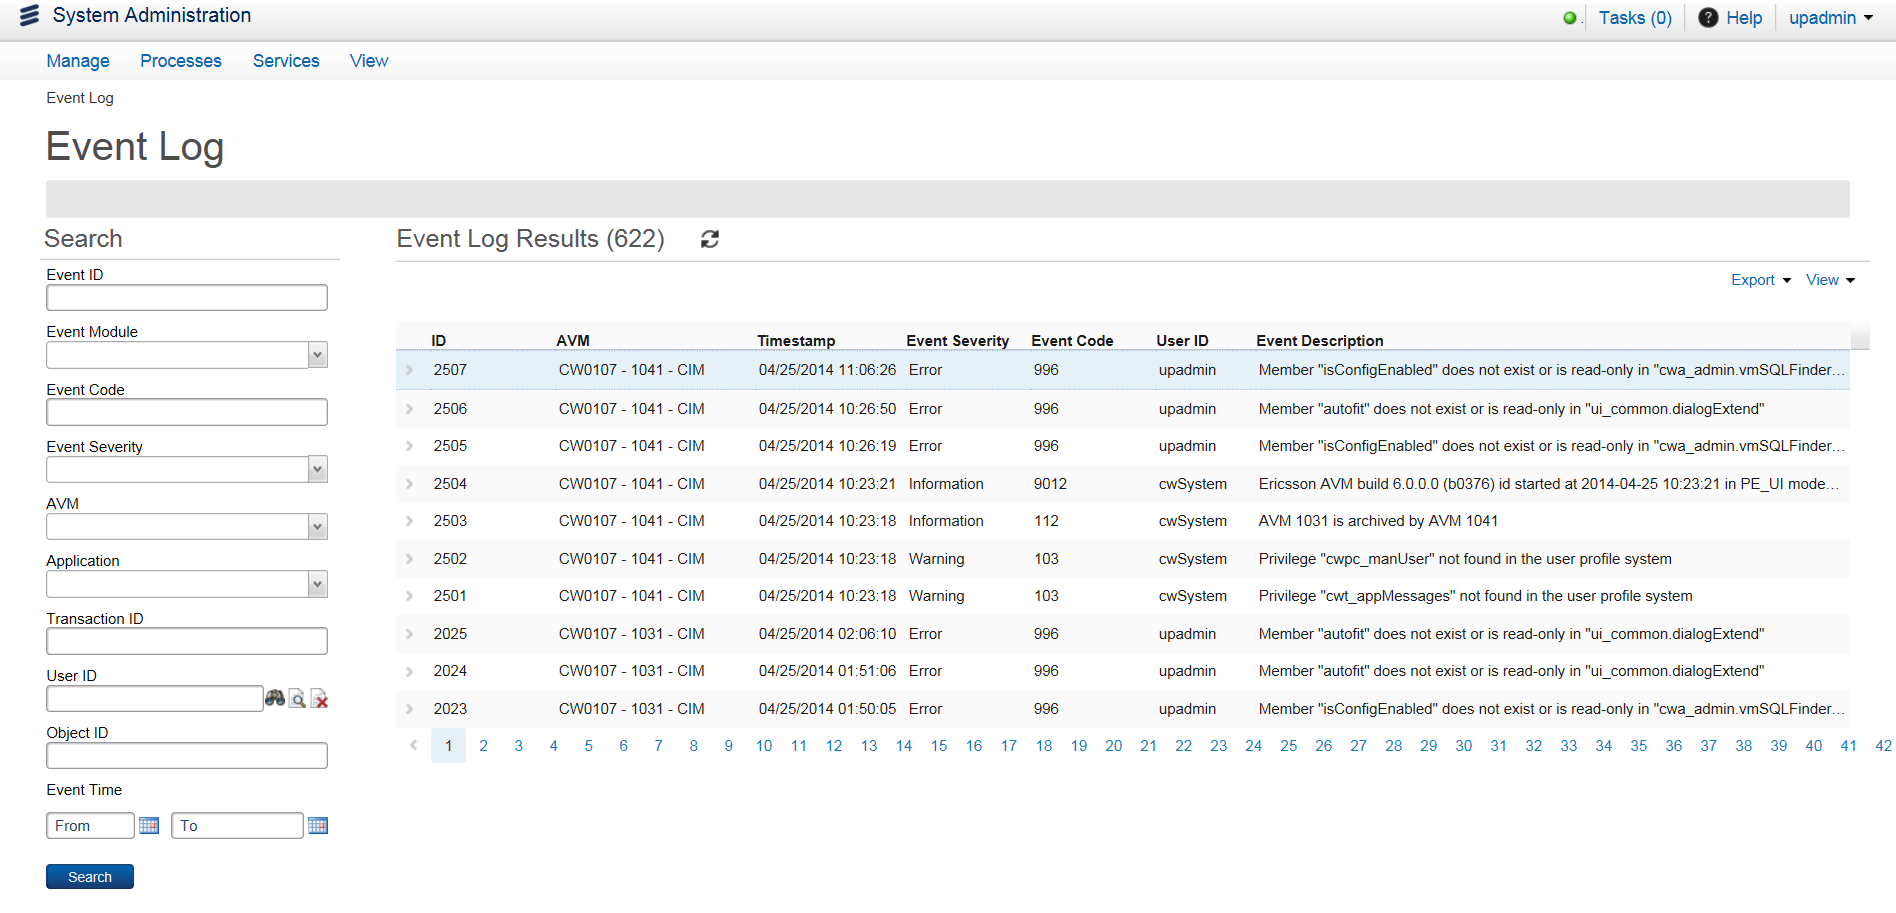 System Administration
. Tasks (0) ? Help upadmin
Manage Processes Services View
Event Log
Event Log
Search
Event ID
Event Module
Event Code
Event Severity
AVM
Application
Transaction ID
User ID
Object ID
Event Time
From To
Search
Event Log Results (622)
Export View
ID AVM Timestamp Event Severity Event Code User ID Event Description
2507 CW0107 - 1041 - CIM 04/25/2014 11:06:26 Error 996 upadmin Member "isConfigEnabled" does not exist or is read-only in "cwa_admin.vmSQLFinder...
2506 CW0107 - 1041 - CIM 04/25/2014 10:26:50 Error 996 upadmin Member "autofit" does not exist or is read-only in "ui_common.dialogExtend"
2505 CW0107 - 1041 - CIM 04/25/2014 10:26:19 Error 996 upadmin Member "isConfigEnabled" does not exist or is read-only in "cwa_admin.vmSQLFinder...
2504 CW0107 - 1041 - CIM 04/25/2014 10:23:21 Information 9012 cwSystem Ericsson AVM build 6.0.0.0 (b0376) id started at 2014-04-25 10:23:21 in PE_UI mode...
2503 CW0107 - 1041 - CIM 04/25/2014 10:23:18 Information 112 cwSystem AVM 1031 is archived by AVM 1041
2502 CW0107 - 1041 - CIM 04/25/2014 10:23:18 Warning 103 cwSystem Privilege "cwpc_manUser" not found in the user profile system
2501 CW0107 - 1041 - CIM 04/25/2014 10:23:18 Warning 103 cwSystem Privilege "cwt_appMessages" not found in the user profile system
2025 CW0107 - 1031 - CIM 04/25/2014 02:06:10 Error 996 upadmin Member "autofit" does not exist or is read-only in "ui_common.dialogExtend"
2024 CW0107 - 1031 - CIM 04/25/2014 01:51:06 Error 996 upadmin Member "autofit" does not exist or is read-only in "ui_common.dialogExtend"
2023 CW0107 - 1031 - CIM 04/25/2014 01:50:05 Error 996 upadmin Member "isConfigEnabled" does not exist or is read-only in "cwa_admin.vmSQLFinder...
1 2 3 4 5 6 7 8 9 10 11 12 13 14 15 16 17 18 19 20 21 22 23 24 25 26 27 28 29 30 31 32 33 34 35 36 37 38 39 40 41 42